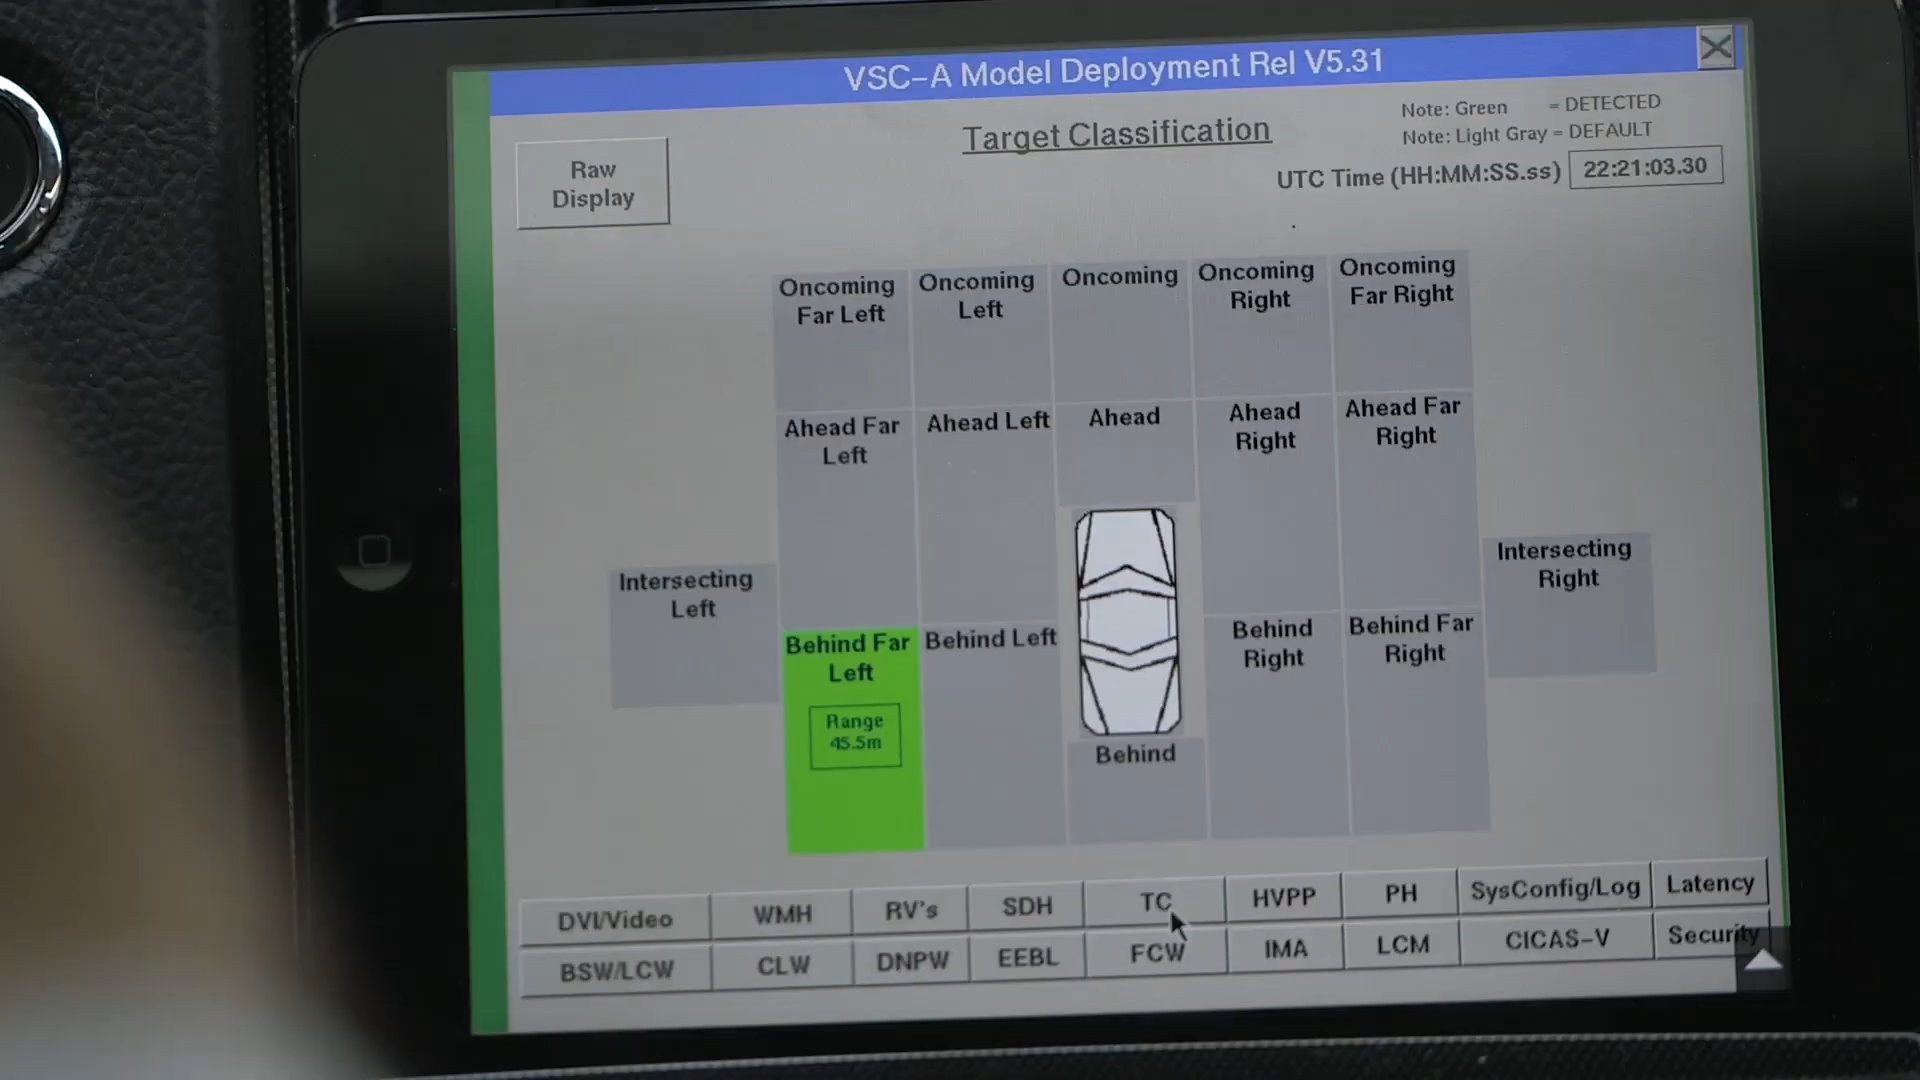 VSC-A Model Deployment Rel V5.31
Note: Green = DETECTED
Note: Light Gray = DEFAULT
Target Classification
Raw
Display
UTC Time (HH:MM:SS.ss) 22:21:03.30
Oncoming
Far Left
Oncoming
Left
Oncoming
Oncoming
Right
Oncoming
Far Right
Ahead Far
Left
Ahead Left
Ahead
Ahead
Right
Ahead Far
Right
Intersecting
Left
Intersecting
Right
Behind Far
Left
Range
45.5m
Behind Left
Behind
Behind
Right
Behind Far
Right
DVI/Video WMH RV's SDH TC HVPP PH SysConfig/Log Latency
BSW/LCW CLW DNPW EEBL FCW IMA LCM CICAS-V Security